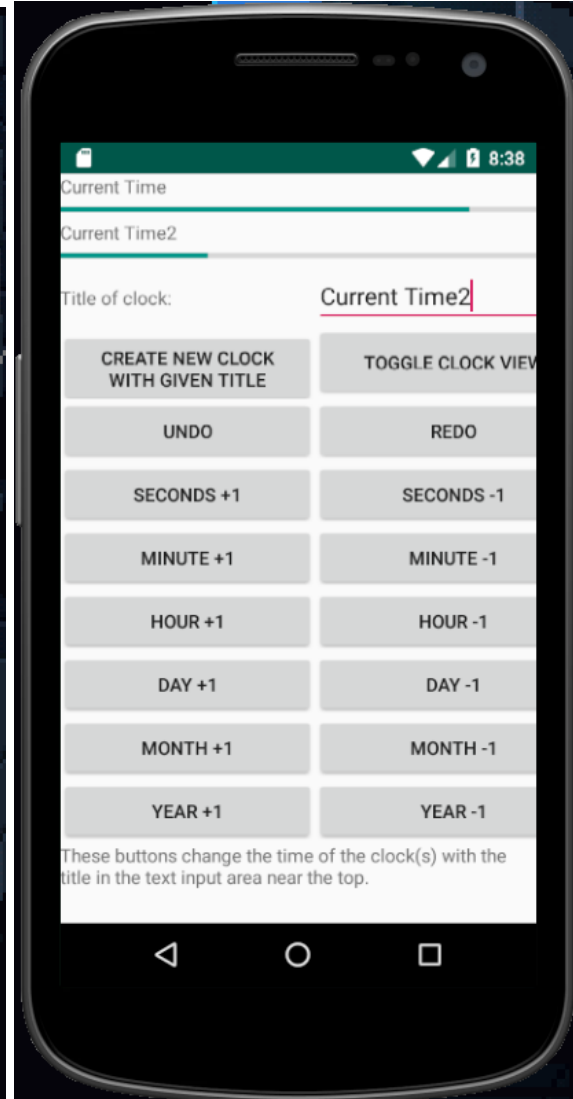 8:38
Current Time
Current Time2
Title of clock: Current Time2
CREATE NEW CLOCK
WITH GIVEN TITLE
TOGGLE CLOCK VIEW
UNDO REDO
SECONDS +1 SECONDS -1
MINUTE +1 MINUTE -1
HOUR +1 HOUR -1
DAY +1 DAY -1
MONTH +1 MONTH -1
YEAR +1 YEAR -1
These buttons change the time of the clock(s) with the
title in the text input area near the top.